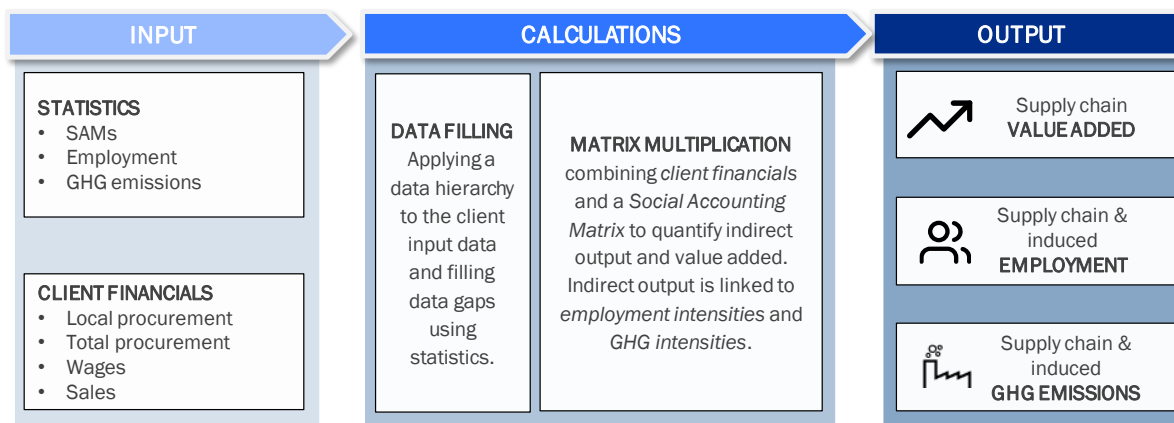 INPUT
CALCULATIONS
OUTPUT
STATISTICS
• SAMs
• Employment
• GHG emissions
CLIENT FINANCIALS
• Local procurement
• Total procurement
• Wages
• Sales
DATA FILLING
Applying a
data hierarchy
to the client
input data
and filling
data gaps
using
statistics.
MATRIX MULTIPLICATION
combining client financials
and a Social Accounting
Matrix to quantify indirect
output and value added.
Indirect output is linked to
employment intensities and
GHG intensities.
Supply chain
VALUE ADDED
Supply chain &
induced
EMPLOYMENT
Supply chain &
induced
GHG EMISSIONS